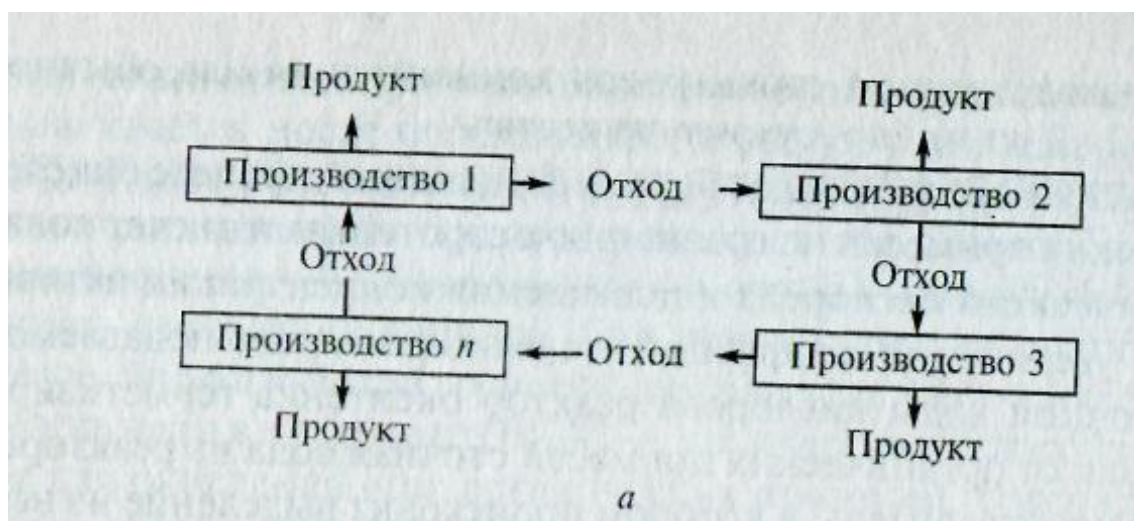 Продукт
Продукт
Производство 1
Отход
Производство 2
Отход
Отход
Производство n
Отход
Производство 3
Продукт
Продукт
а